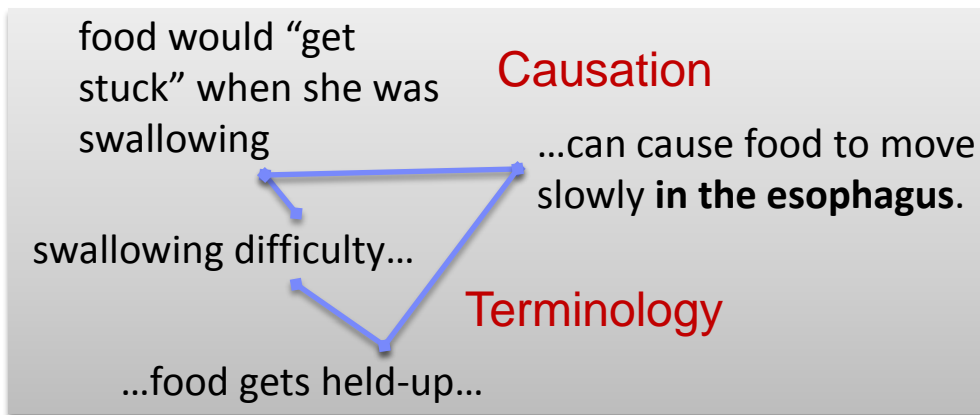 food would “get
stuck” when she was
swallowing
Causation
…can cause food to move
slowly in the esophagus.
swallowing difficulty…
Terminology
…food gets held-up…